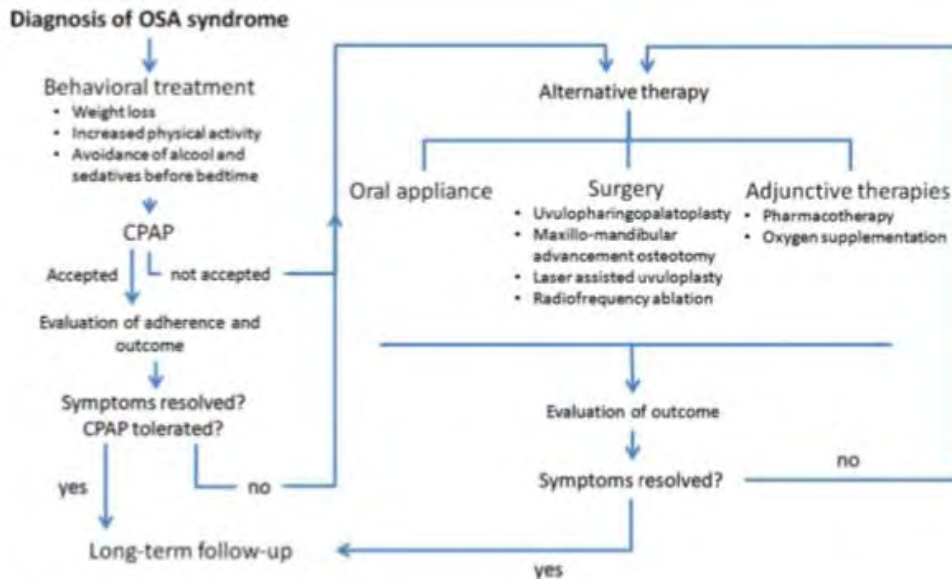 Diagnosis of OSA syndrome
Behavioral treatment
• Weight loss
• Increased physical activity
• Avoidance of alcool and
sedatives before bedtime
CPAP
Accepted
not accepted
Evaluation of adherence and
outcome
Symptoms resolved?
CPAP tolerated?
yes
no
Long-term follow-up
Alternative therapy
Oral appliance
Surgery
• Uvulopharingopalatoplasty
• Maxillo-mandibular
advancement osteotomy
• Laser assisted uvuloplasty
• Radiofrequency ablation
Adjunctive therapies
• Pharmacotherapy
• Oxygen supplementation
Evaluation of outcome
Symptoms resolved?
no
yes